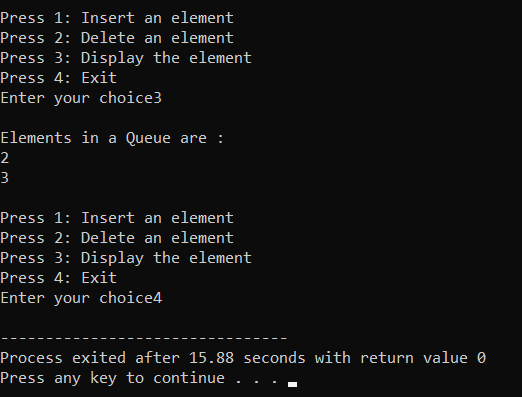 Press 1: Insert an element
Press 2: Delete an element
Press 3: Display the element
Press 4: Exit
Enter your choice3
Elements in a Queue are :
2
3
Press 1: Insert an element
Press 2: Delete an element
Press 3: Display the element
Press 4: Exit
Enter your choice4
--------------------------------
Process exited after 15.88 seconds with return value 0
Press any key to continue . . .